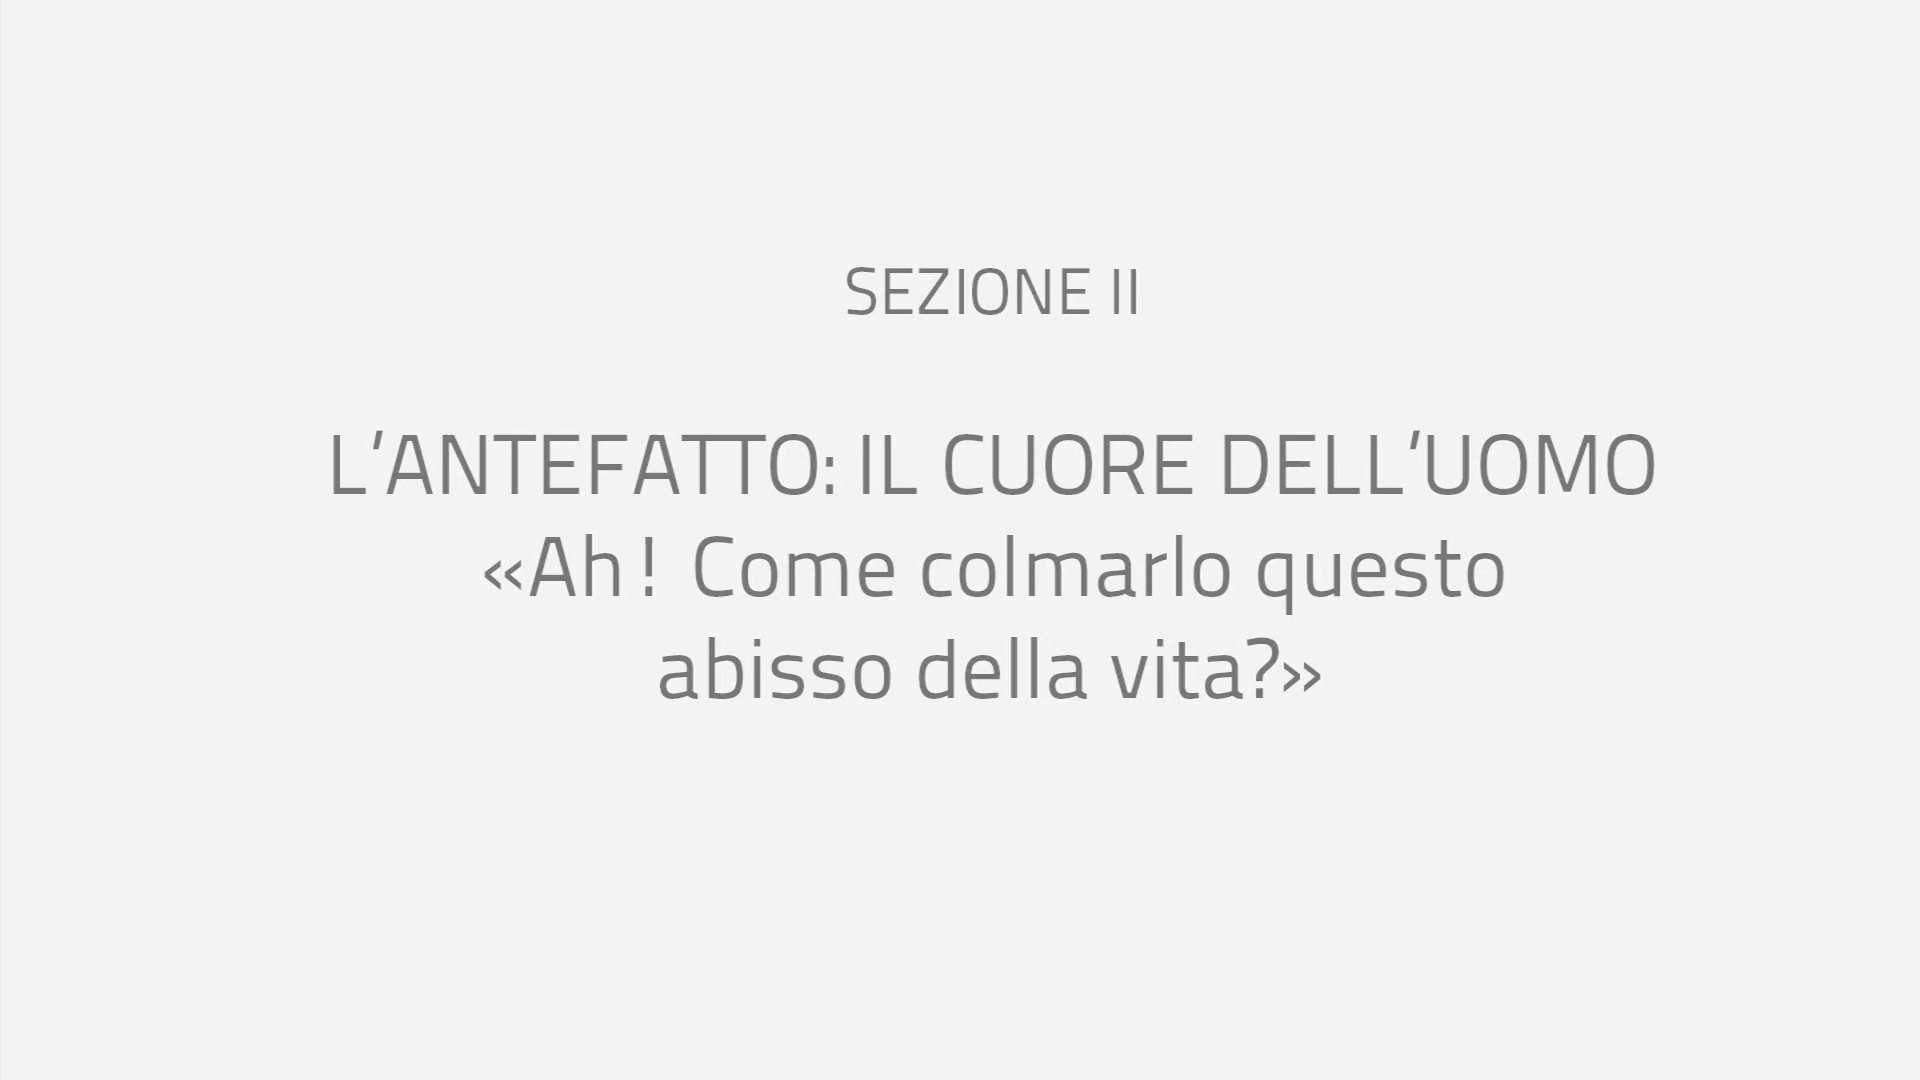 SEZIONE II
L'ANTEFATTO: IL CUORE DELL'UOMO
«Ah! Come colmarlo questo
abisso della vita?»